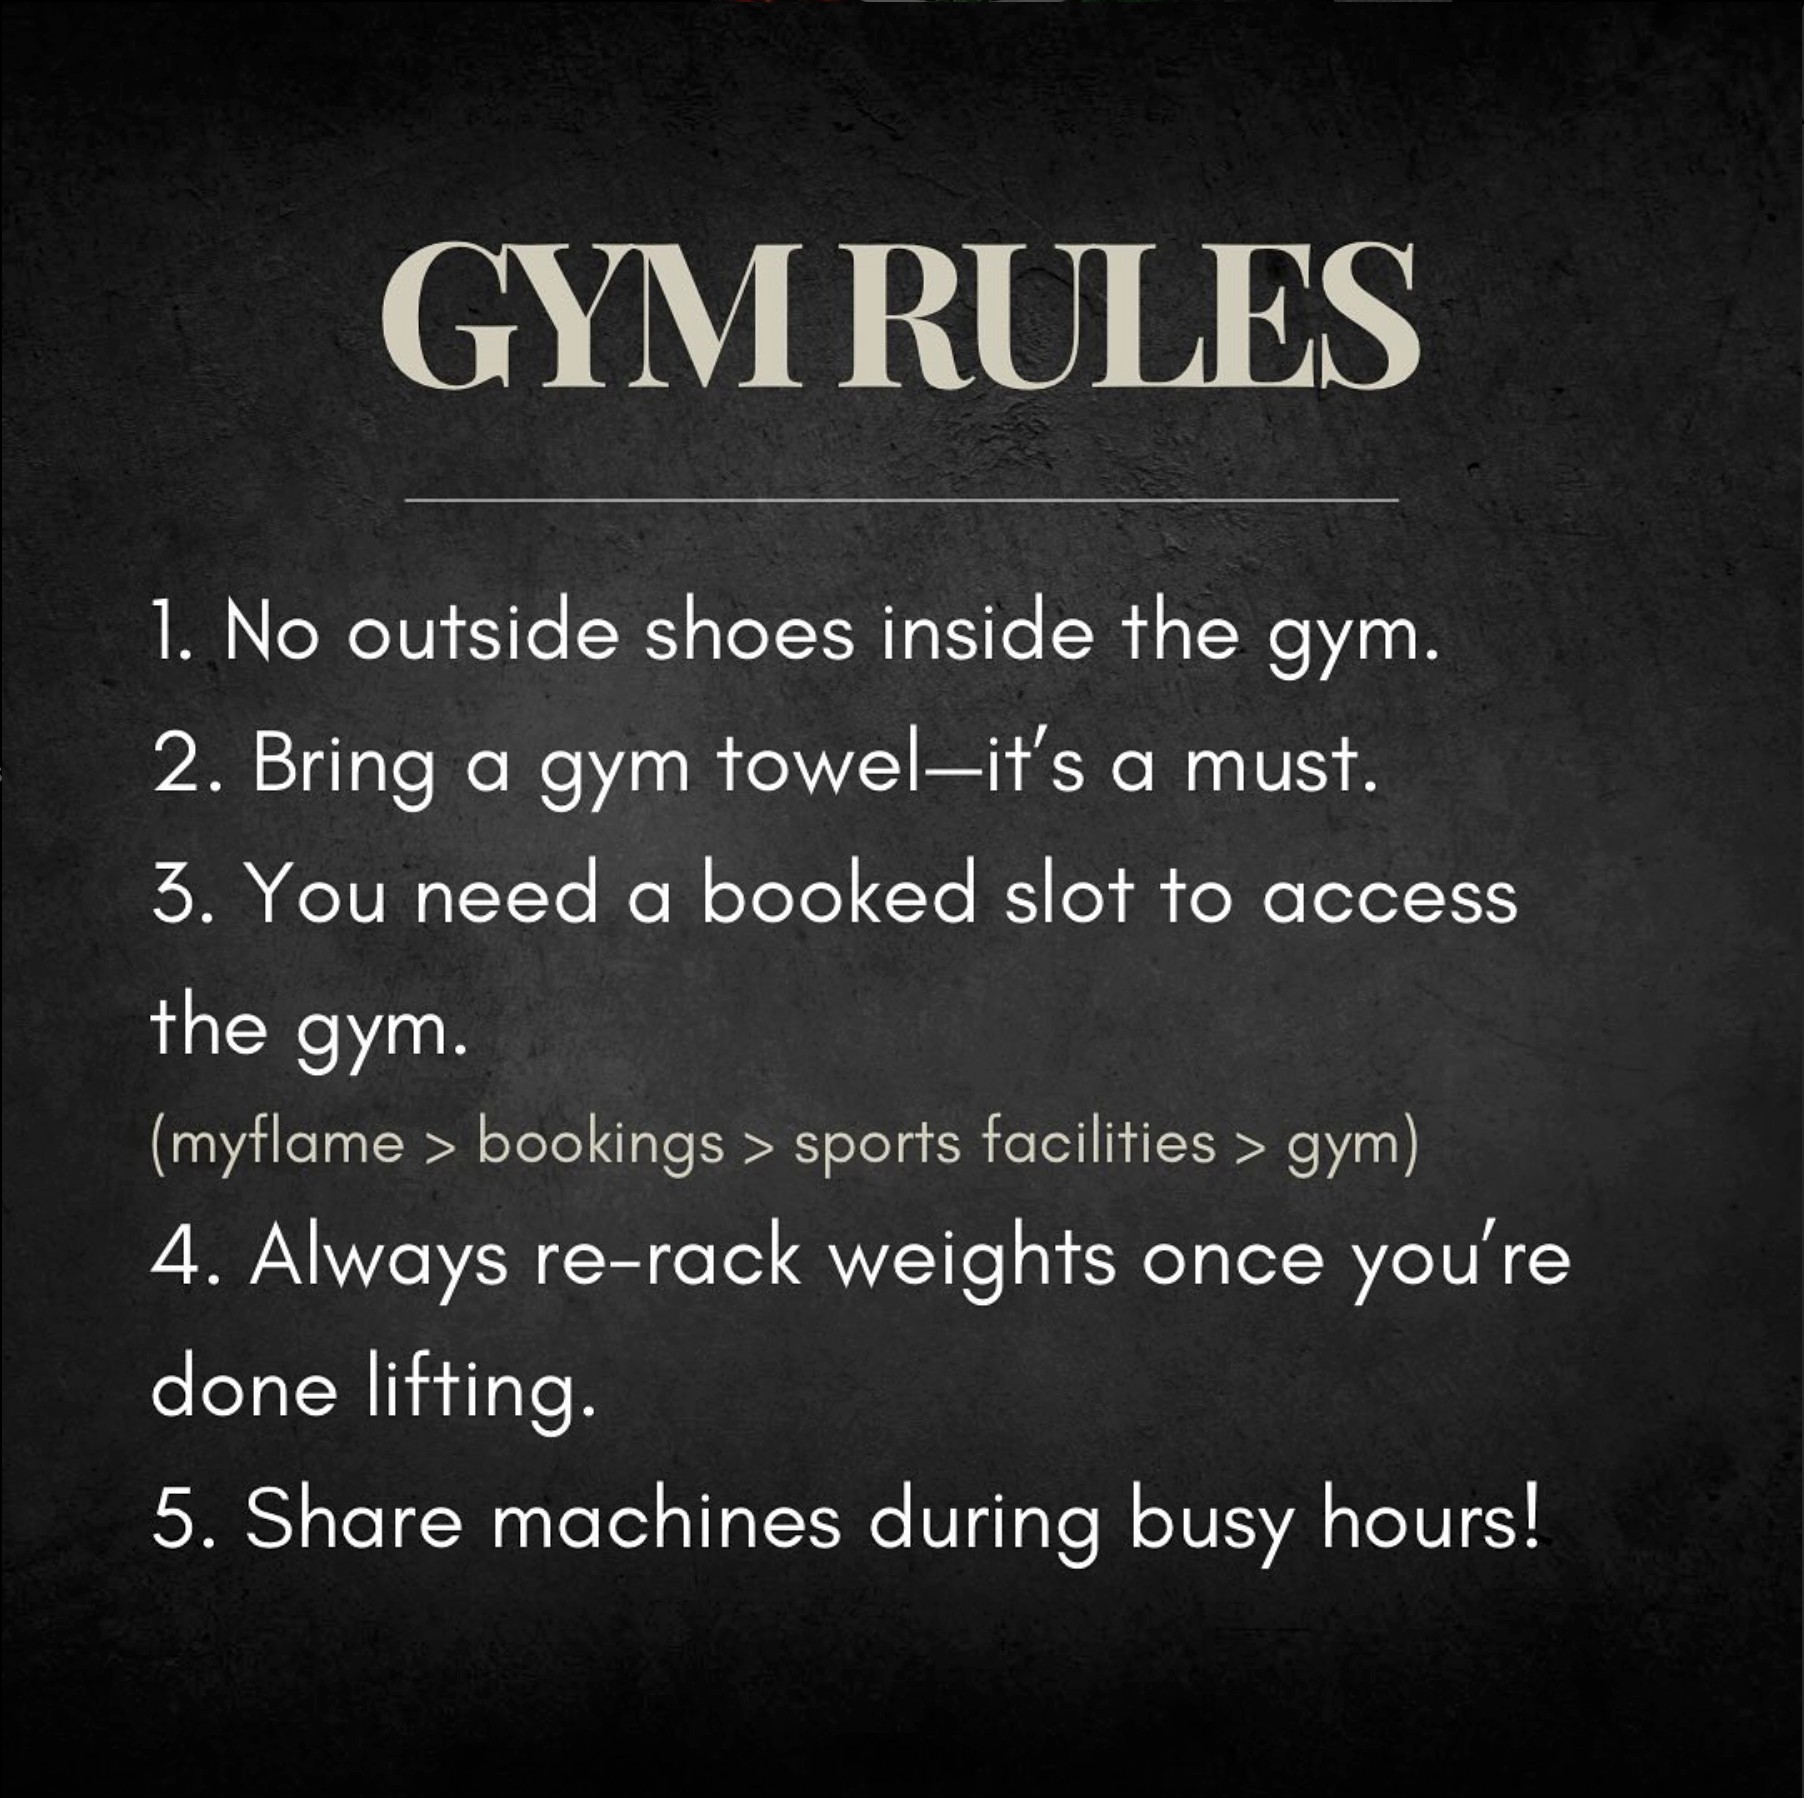 GYM RULES
1. No outside shoes inside the gym.
2. Bring a gym towel—it’s a must.
3. You need a booked slot to access
the gym.
(myflame > bookings > sports facilities > gym)
4. Always re-rack weights once you’re
done lifting.
5. Share machines during busy hours!